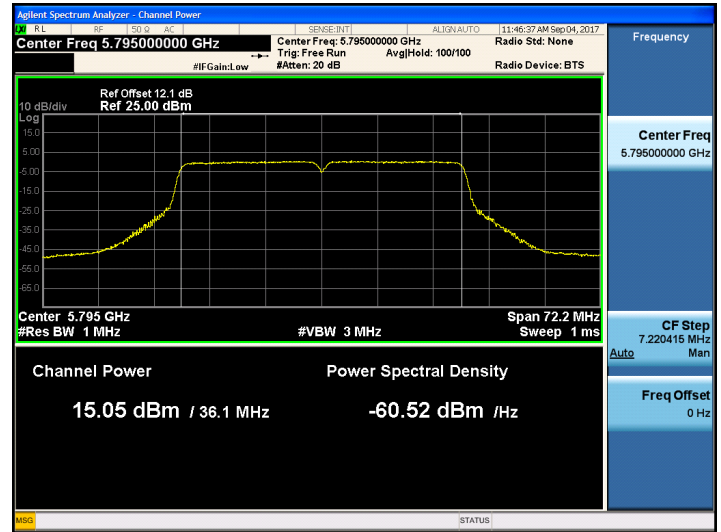 Agilent Spectrum Analyzer - Channel Power
LXI RL RF 50 Ω AC SENSE:INT ALIGN AUTO 11:46:37 AM Sep 04, 2017
Center Freq 5.795000000 GHz
Center Freq: 5.795000000 GHz
Radio Std: None
Trig: Free Run Avg|Hold: 100/100
#IFGain:Low #Atten: 20 dB Radio Device: BTS
Ref Offset 12.1 dB
10 dB/div Ref 25.00 dBm
Log
15.0
5.00
-5.00
-15.0
-25.0
-35.0
-45.0
-55.0
-65.0
Center 5.795 GHz Span 72.2 MHz
#Res BW 1 MHz #VBW 3 MHz Sweep 1 ms
Channel Power Power Spectral Density
15.05 dBm / 36.1 MHz -60.52 dBm /Hz
Frequency
Center Freq
5.795000000 GHz
CF Step
7.220415 MHz
Auto Man
Freq Offset
0 Hz
MSG STATUS